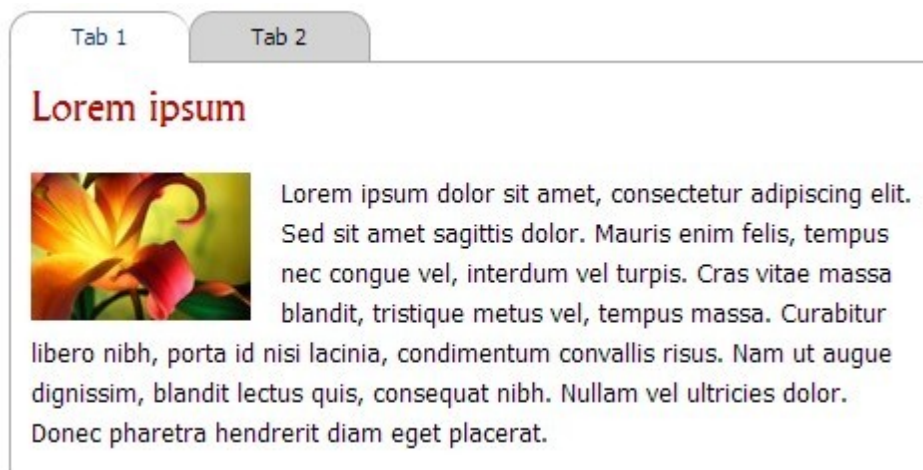 Tab 1 Tab 2
Lorem ipsum
Lorem ipsum dolor sit amet, consectetur adipiscing elit.
Sed sit amet sagittis dolor. Mauris enim felis, tempus
nec congue vel, interdum vel turpis. Cras vitae massa
blandit, tristique metus vel, tempus massa. Curabitur
libero nibh, porta id nisi lacinia, condimentum convallis risus. Nam ut augue
dignissim, blandit lectus quis, consequat nibh. Nullam vel ultricies dolor.
Donec pharetra hendrerit diam eget placerat.